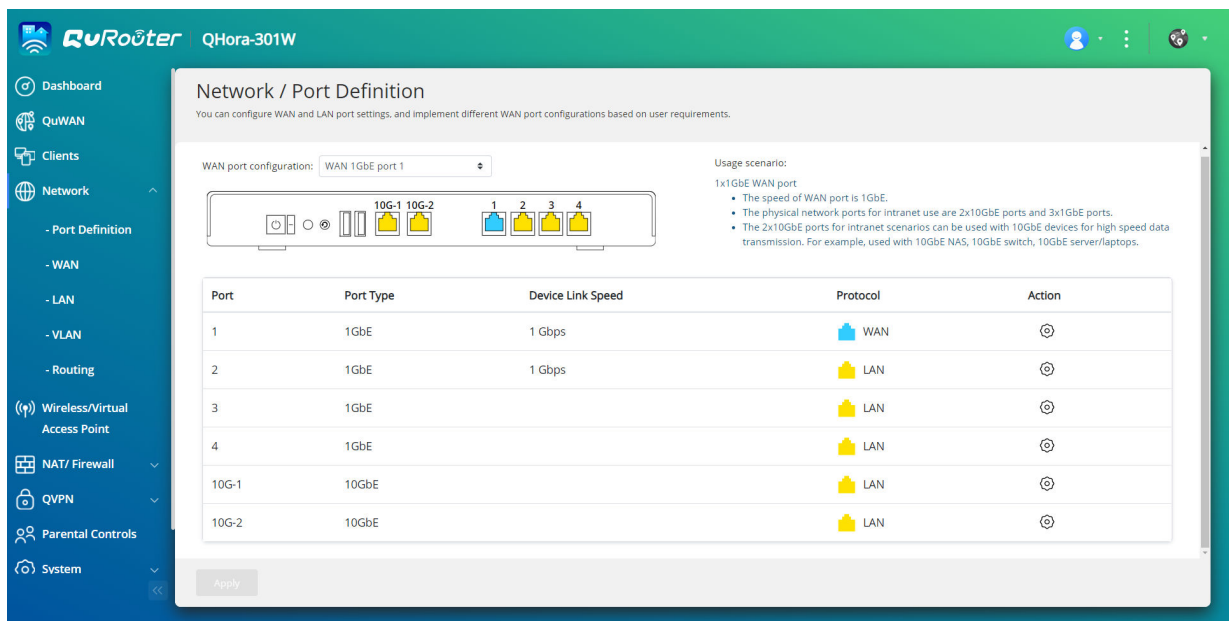 QuRoûter QHora-301W
Dashboard
QuWAN
Clients
Network
- Port Definition
- WAN
- LAN
- VLAN
- Routing
Wireless/Virtual
Access Point
NAT/ Firewall
QVPN
Parental Controls
System
Network / Port Definition
You can configure WAN and LAN port settings, and implement different WAN port configurations based on user requirements.
WAN port configuration: WAN 1GbE port 1
10G-1 10G-2 1 2 3 4
Usage scenario:
1x1GbE WAN port
• The speed of WAN port is 1GbE.
• The physical network ports for intranet use are 2x10GbE ports and 3x1GbE ports.
• The 2x10GbE ports for intranet scenarios can be used with 10GbE devices for high speed data
transmission. For example, used with 10GbE NAS, 10GbE switch, 10GbE server/laptops.
Port Port Type Device Link Speed Protocol Action
1 1GbE 1 Gbps WAN
2 1GbE 1 Gbps LAN
3 1GbE LAN
4 1GbE LAN
10G-1 10GbE LAN
10G-2 10GbE LAN
Apply